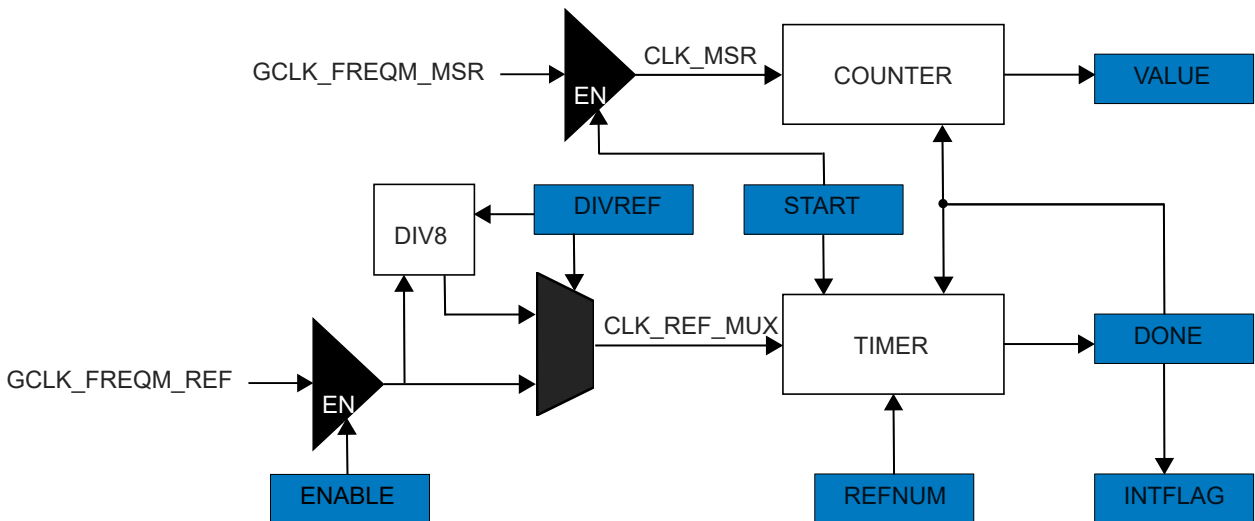 CLK_MSR
GCLK_FREQM_MSR
COUNTER
VALUE
EN
DIVREF
START
DIV8
CLK_REF_MUX
TIMER
DONE
GCLK_FREQM_REF
EN
ENABLE
REFNUM
INTFLAG